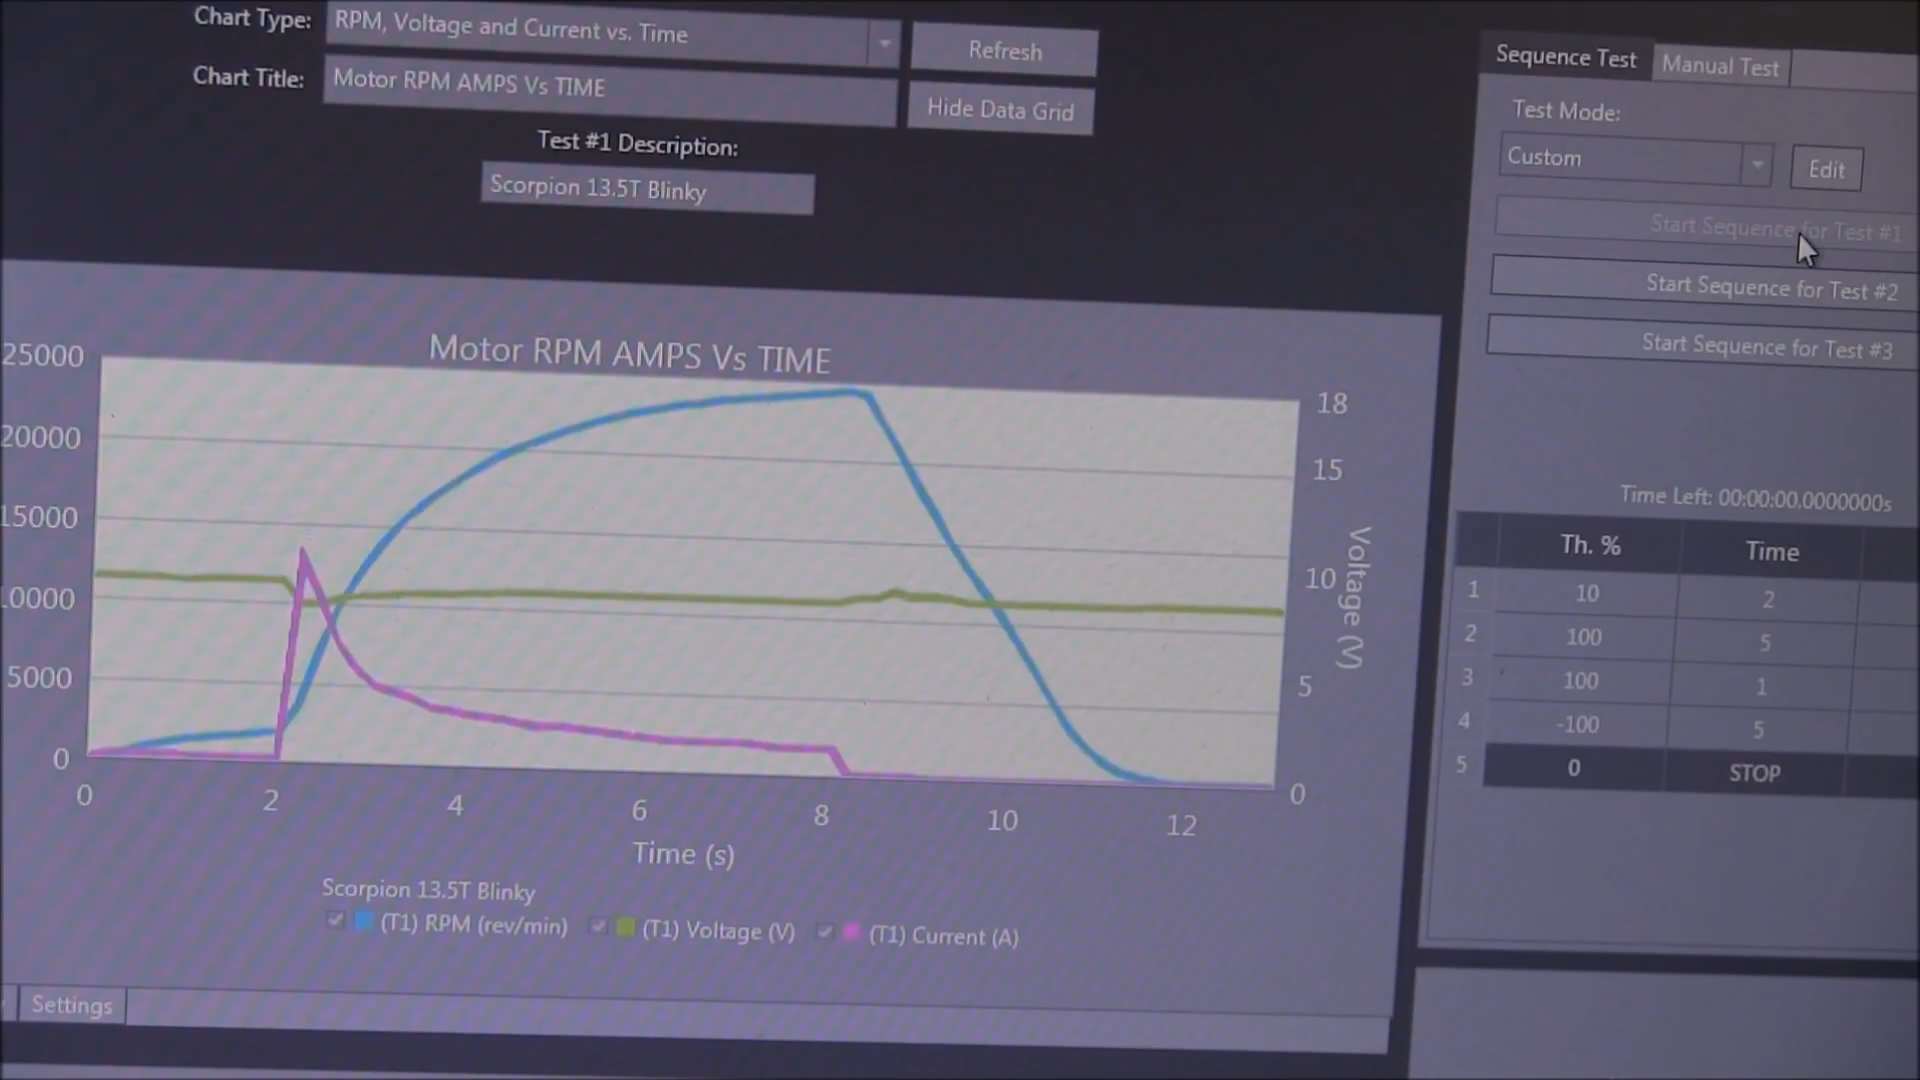 Chart Type: RPM, Voltage and Current vs. Time Refresh
Chart Title: Motor RPM AMPS Vs TIME Hide Data Grid
Test #1 Description:
Scorpion 13.5T Blinky
Sequence Test Manual Test
Test Mode:
Custom Edit
Start Sequence for Test #1
Start Sequence for Test #2
Start Sequence for Test #3
Time Left: 00:00:00.0000000s
Th. % Time
1 10 2
2 100 5
3 100 1
4 -100 5
5 0 STOP
Motor RPM AMPS Vs TIME
25000
20000
15000
10000
5000
0
18
15
10
5
0
Voltage (V)
0 2 4 6 8 10 12
Time (s)
Scorpion 13.5T Blinky
(T1) RPM (rev/min) (T1) Voltage (V) (T1) Current (A)
Settings